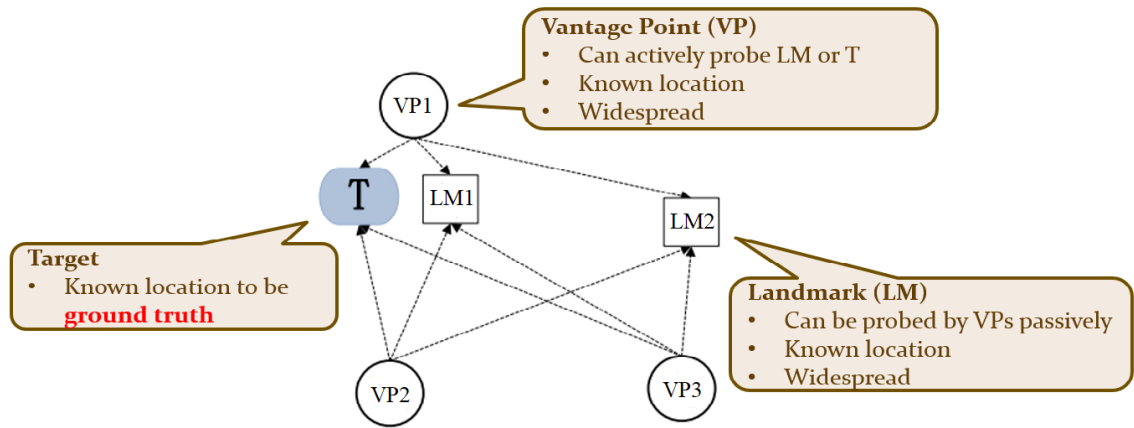 Vantage Point (VP)
• Can actively probe LM or T
• Known location
• Widespread
VP1
T
LM1
LM2
Target
• Known location to be
ground truth
Landmark (LM)
• Can be probed by VPs passively
• Known location
• Widespread
VP2
VP3